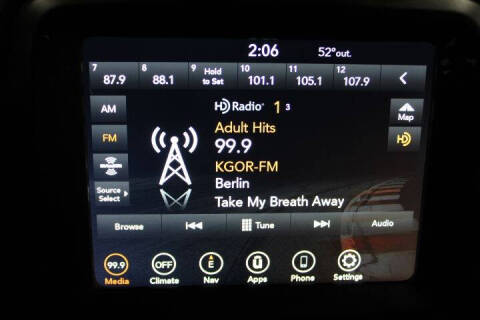 2:06 52°out.
7 8 9 10 11 12
87.9 88.1 Hold to Set 101.1 105.1 107.9
AM
FM
Source Select
HD Radio® 1 3
Adult Hits
99.9
KGOR-FM
Berlin
Take My Breath Away
Map
HD
Browse Tune Audio
99.9 OFF E
Media Climate Nav Apps Phone Settings